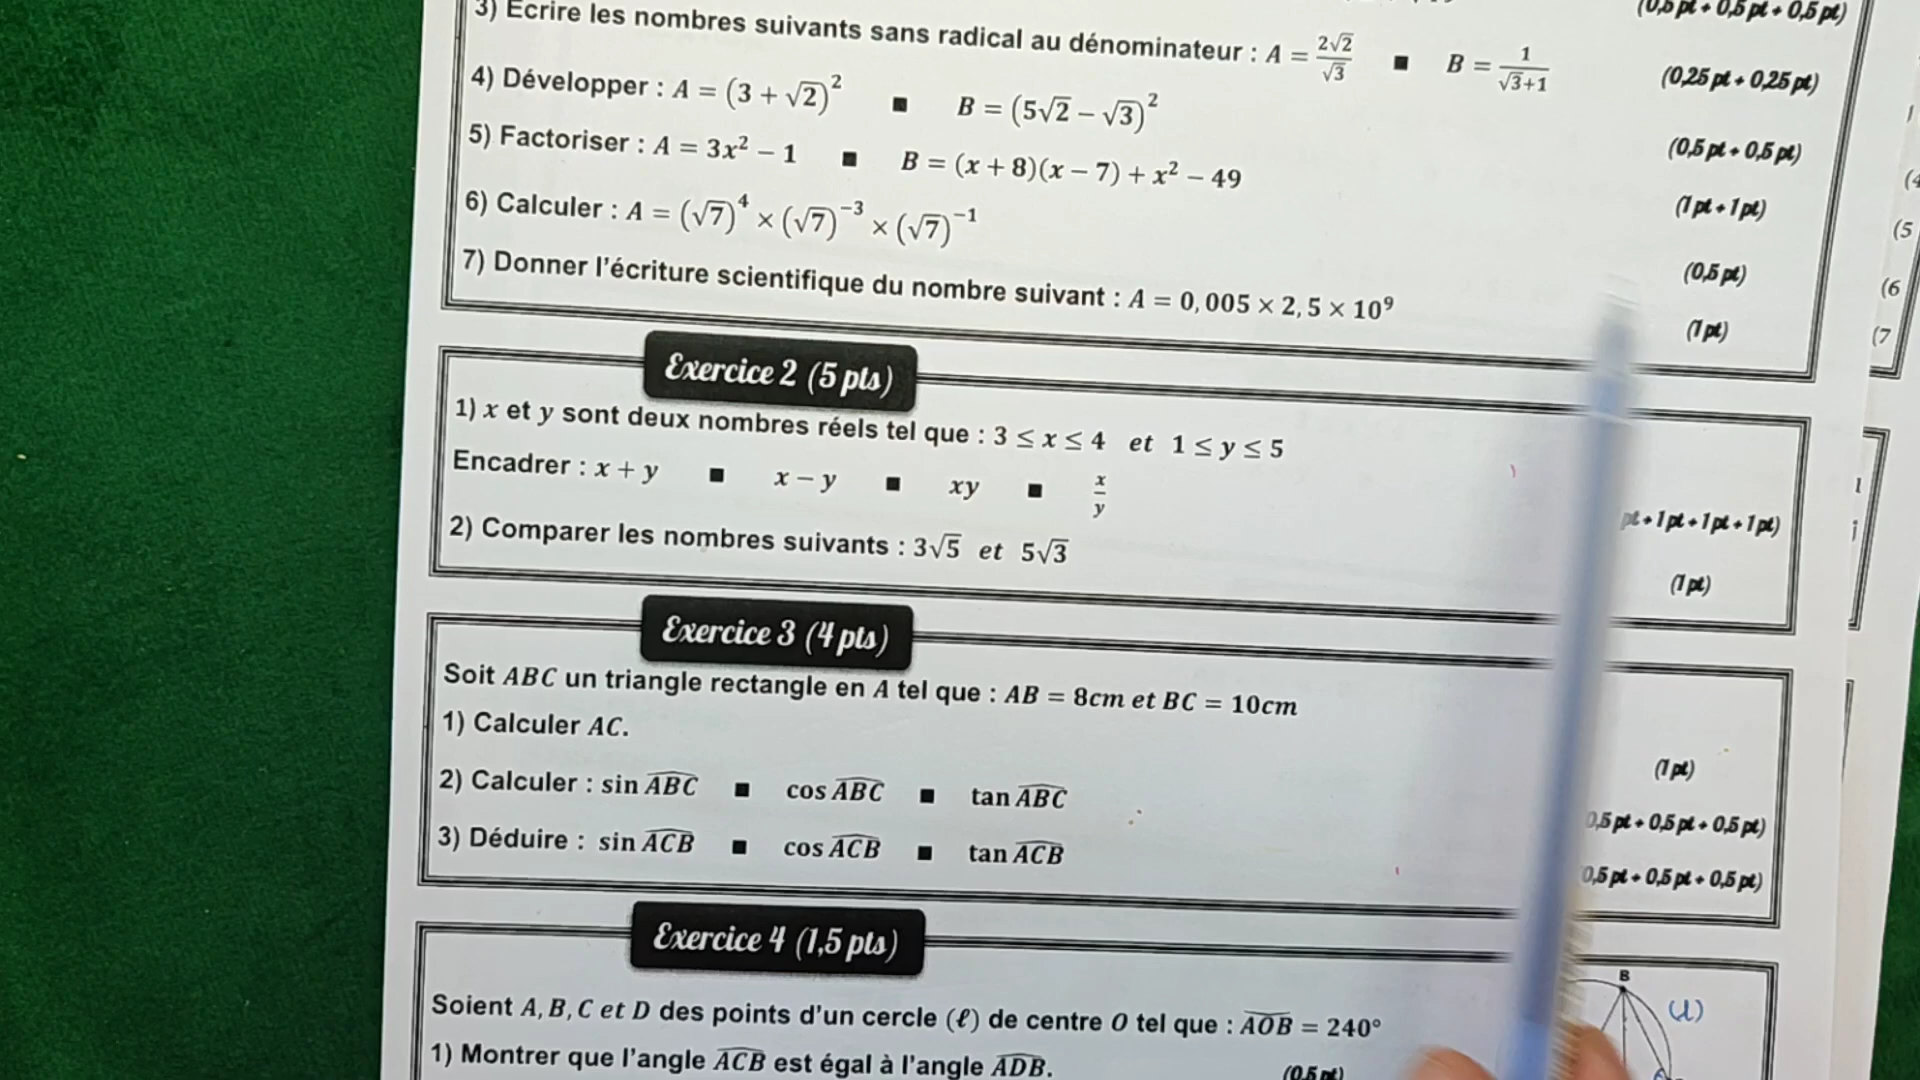 (0,5 pt + 0,5 pt + 0,5 pt)
3) Écrire les nombres suivants sans radical au dénominateur : A = 2√2/√3 ■ B = 1/(√3+1)
(0,25 pt + 0,25 pt)
4) Développer : A = (3 + √2)² ■ B = (5√2 − √3)²
(0,5 pt + 0,5 pt)
5) Factoriser : A = 3x² − 1 ■ B = (x + 8)(x − 7) + x² − 49
(1 pt + 1 pt)
6) Calculer : A = (√7)⁴ × (√7)⁻³ × (√7)⁻¹
(0,5 pt)
7) Donner l'écriture scientifique du nombre suivant : A = 0,005 × 2,5 × 10⁹
(1 pt)
Exercice 2 (5 pts)
1) x et y sont deux nombres réels tel que : 3 ≤ x ≤ 4 et 1 ≤ y ≤ 5
Encadrer : x + y ■ x − y ■ xy ■ x/y
pt + 1 pt + 1 pt + 1 pt)
2) Comparer les nombres suivants : 3√5 et 5√3
(1 pt)
Exercice 3 (4 pts)
Soit ABC un triangle rectangle en A tel que : AB = 8cm et BC = 10cm
1) Calculer AC.
(1 pt)
2) Calculer : sin ABC ■ cos ABC ■ tan ABC
0,5 pt + 0,5 pt + 0,5 pt)
3) Déduire : sin ACB ■ cos ACB ■ tan ACB
0,5 pt + 0,5 pt + 0,5 pt)
Exercice 4 (1,5 pts)
B
Soient A, B, C et D des points d'un cercle (ℓ) de centre O tel que : AOB = 240°
1) Montrer que l'angle ACB est égal à l'angle ADB.
(0,5 pt)
(5
(6
(7